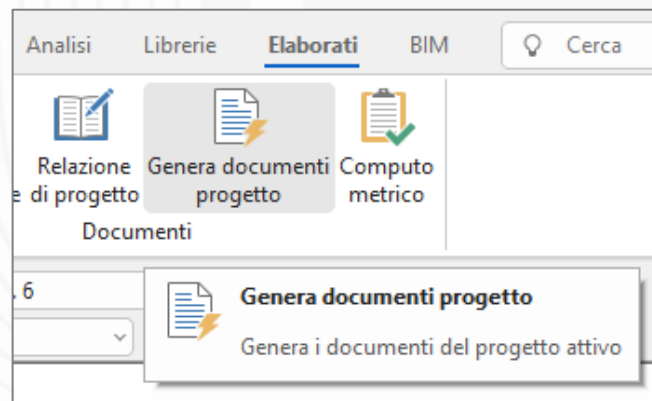 Analisi Librerie Elaborati BIM Cerca
Relazione Genera documenti Computo
e di progetto progetto metrico
Documenti
. 6
Genera documenti progetto
Genera i documenti del progetto attivo